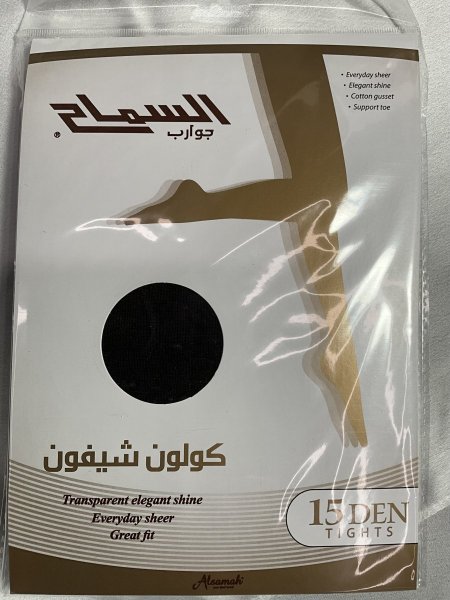 • Everyday sheer
• Elegant shine
• Cotton gusset
• Support toe
السماح
جوارب
®
كولون شيفون
Transparent elegant shine
Everyday sheer
Great fit
15 DEN
TIGHTS
Alsamah